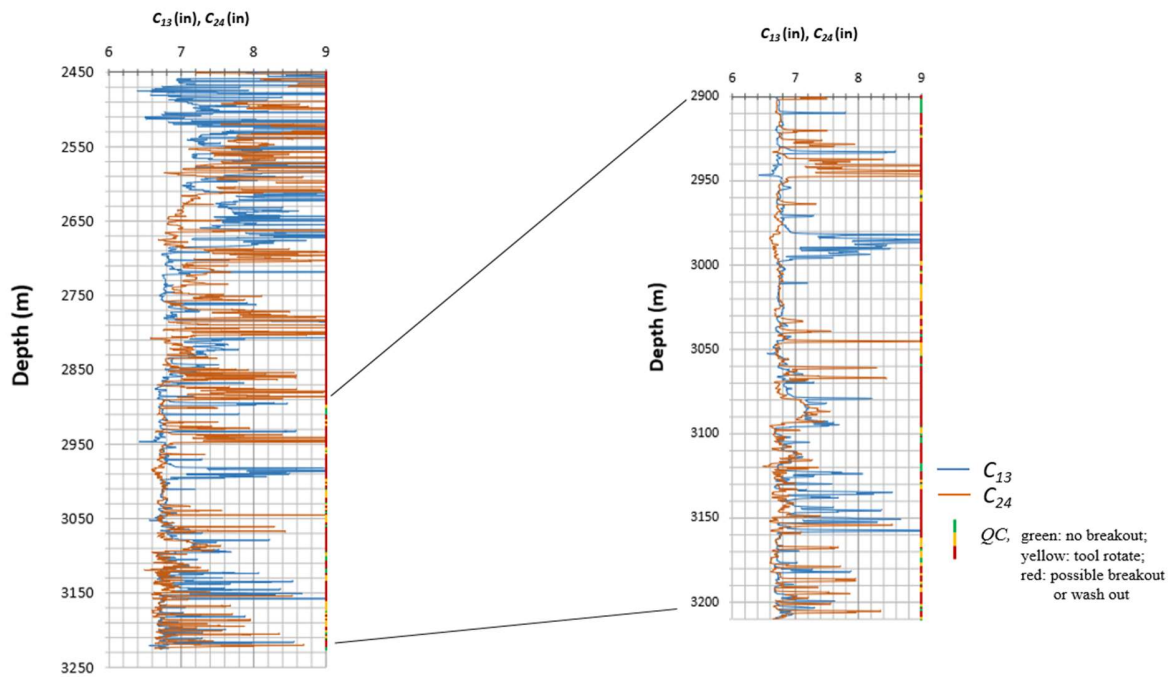 C13 (in), C24 (in)
6 7 8 9
2450
2550
2650
2750
2850
2950
3050
3150
3250
Depth (m)
C13 (in), C24 (in)
6 7 8 9
2900
2950
3000
3050
3100
3150
3200
Depth (m)
C13
C24
QC, green: no breakout;
yellow: tool rotate;
red: possible breakout
or wash out